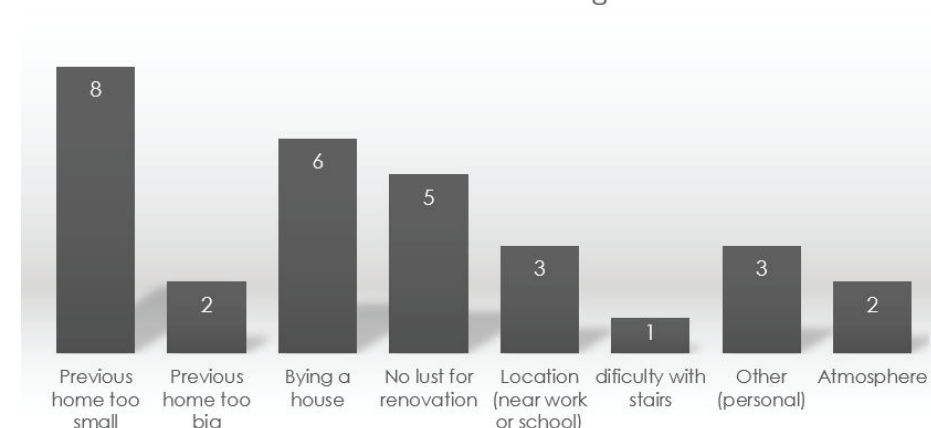 8
2
6
5
3
1
3
2
Previous home too small
Previous home too big
Bying a house
No lust for renovation
Location (near work or school)
dificulty with stairs
Other (personal)
Atmosphere